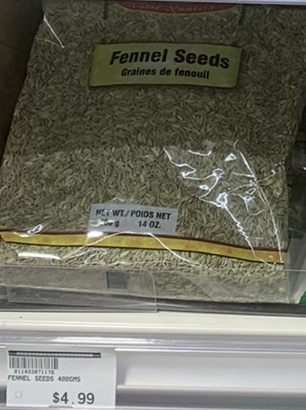 Fennel Seeds
Graines de fenouil
NET WT./POIDS NET
14 OZ.
FENNEL SEEDS 400GMS
$4.99